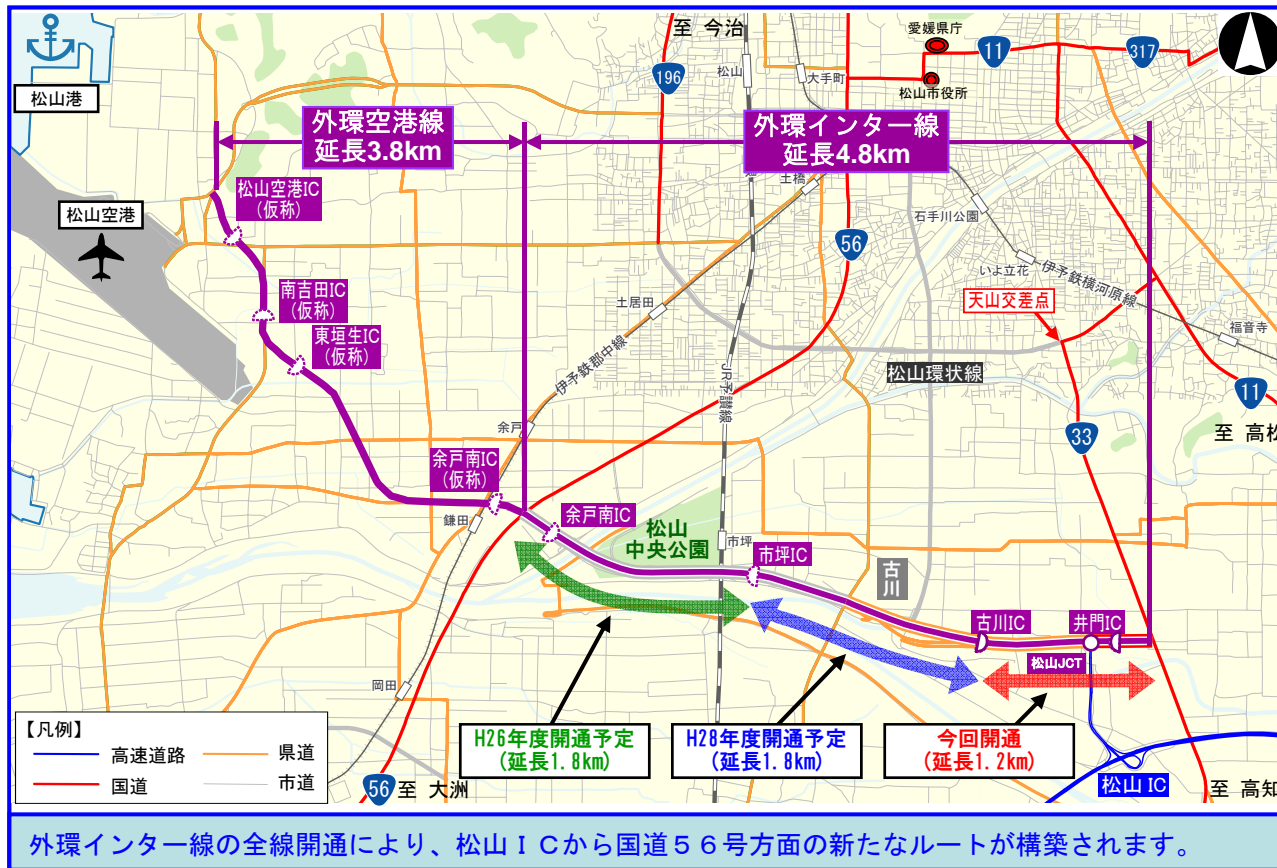 至 今治
愛媛県庁
11
317
松山港
196
松山
大手町
松山市役所
外環空港線
延長3.8km
外環インター線
延長4.8km
松山空港IC
(仮称)
土橋
石手川公園
松山空港
56
いよ立花
伊予鉄横河原線
南吉田IC
(仮称)
土居田
天山交差点
福音寺
東垣生IC
(仮称)
伊予鉄郡中線
JR予讃線
松山環状線
11
33
至 高松
余戸
余戸南IC
(仮称)
鎌田
余戸南IC
松山
中央公園
市坪
市坪IC
古川
古川IC
井門IC
松山JCT
岡田
【凡例】
高速道路
県道
国道
市道
H26年度開通予定
(延長1.8km)
H28年度開通予定
(延長1.8km)
今回開通
(延長1.2km)
松山 IC
56
至 大洲
至 高知
外環インター線の全線開通により、松山ＩＣから国道５６号方面の新たなルートが構築されます。